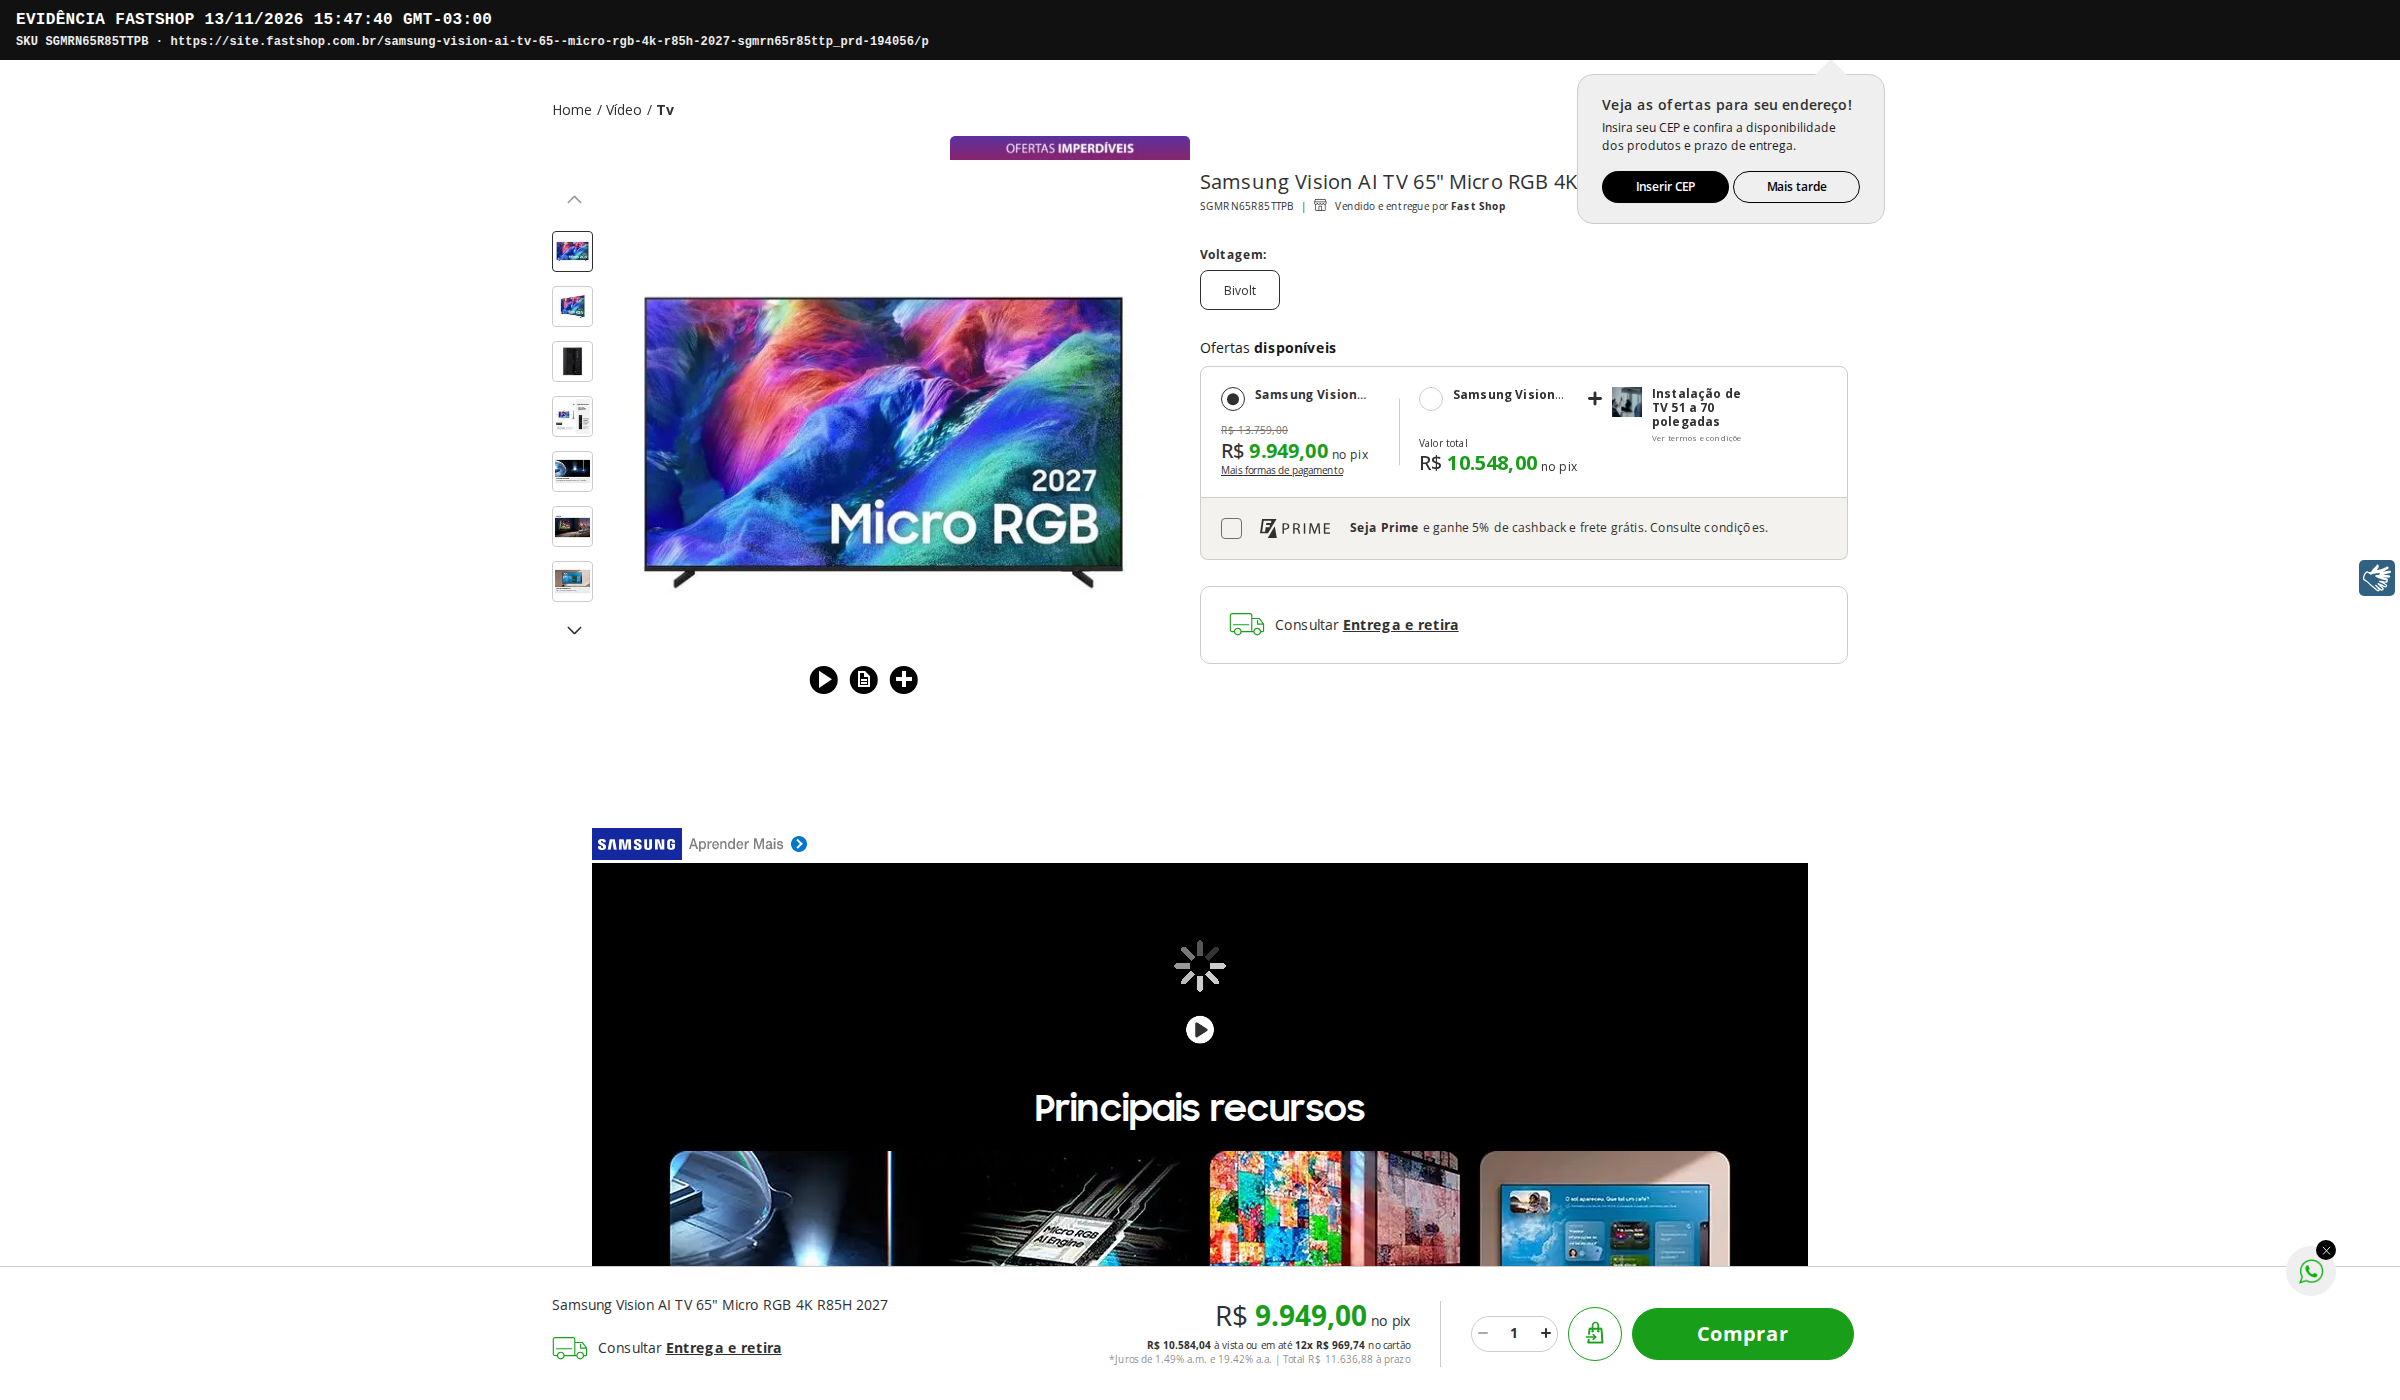 EVIDÊNCIA FASTSHOP 13/11/2026 15:47:40 GMT-03:00
SKU SGMRN65R85TTPB · https://site.fastshop.com.br/samsung-vision-ai-tv-65--micro-rgb-4k-r85h-2027-sgmrn65r85ttp_prd-194056/p
Veja as ofertas para seu endereço!
Insira seu CEP e confira a disponibilidade
dos produtos e prazo de entrega.
Inserir CEP
Mais tarde
Home / Vídeo / Tv
OFERTAS IMPERDÍVEIS
Samsung Vision AI TV 65" Micro RGB 4K
SGMRN65R85TTPB | Vendido e entregue por Fast Shop
Voltagem:
Bivolt
2027
Micro RGB
Ofertas disponíveis
Samsung Vision...
R$ 13.759,00
R$ 9.949,00 no pix
Mais formas de pagamento
Samsung Vision...
Valor total
R$ 10.548,00 no pix
Instalação de
TV 51 a 70
polegadas
Ver termos e condiçõe
PRIME
Seja Prime e ganhe 5% de cashback e frete grátis. Consulte condições.
Consultar Entrega e retira
SAMSUNG Aprender Mais
Principais recursos
Micro RGB
AI Engine
O sol apareceu. Que tal um café?
Samsung Vision AI TV 65" Micro RGB 4K R85H 2027
Consultar Entrega e retira
R$ 9.949,00 no pix
R$ 10.584,04 à vista ou em até 12x R$ 969,74 no cartão
*Juros de 1.49% a.m. e 19.42% a.a. | Total R$ 11.636,88 à prazo
1
Comprar